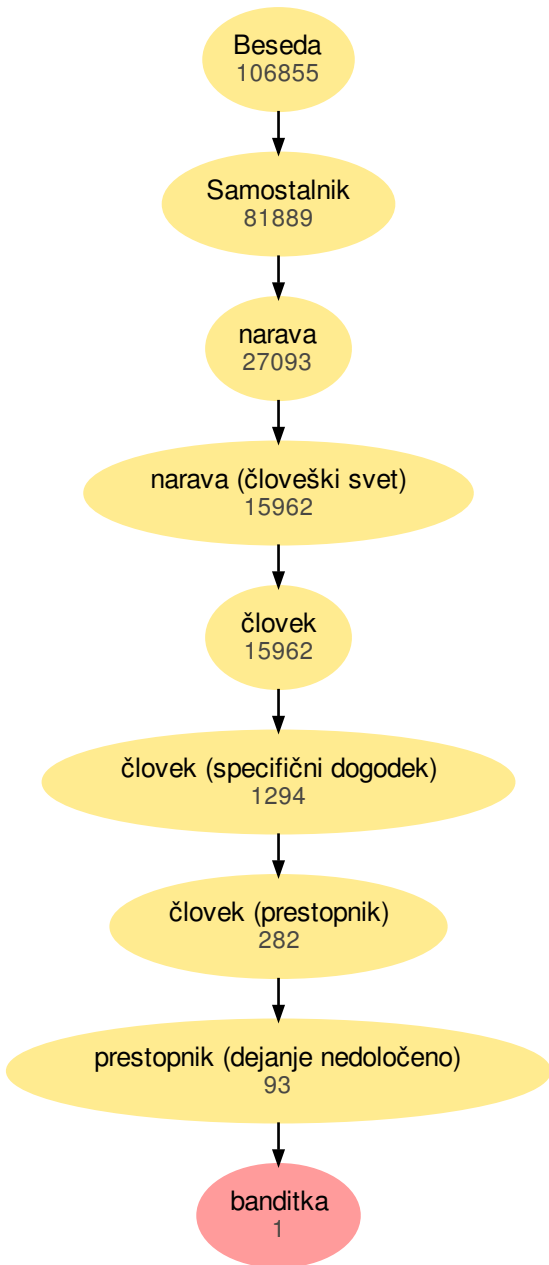 Beseda
106855
Samostalnik
81889
narava
27093
narava (človeški svet)
15962
človek
15962
človek (specifični dogodek)
1294
človek (prestopnik)
282
prestopnik (dejanje nedoločeno)
93
banditka
1